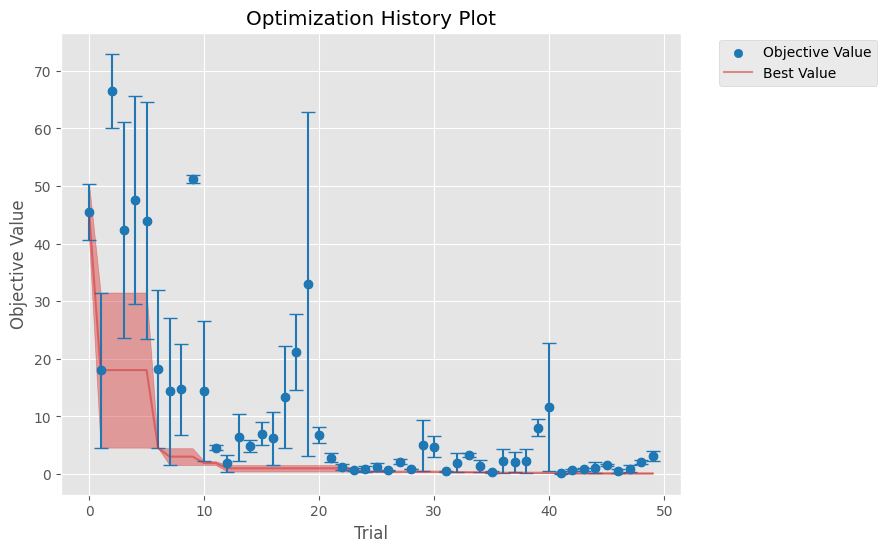 Optimization History Plot
Objective Value
Best Value
70
60
50
40
30
20
10
0
Objective Value
0 10 20 30 40 50
Trial